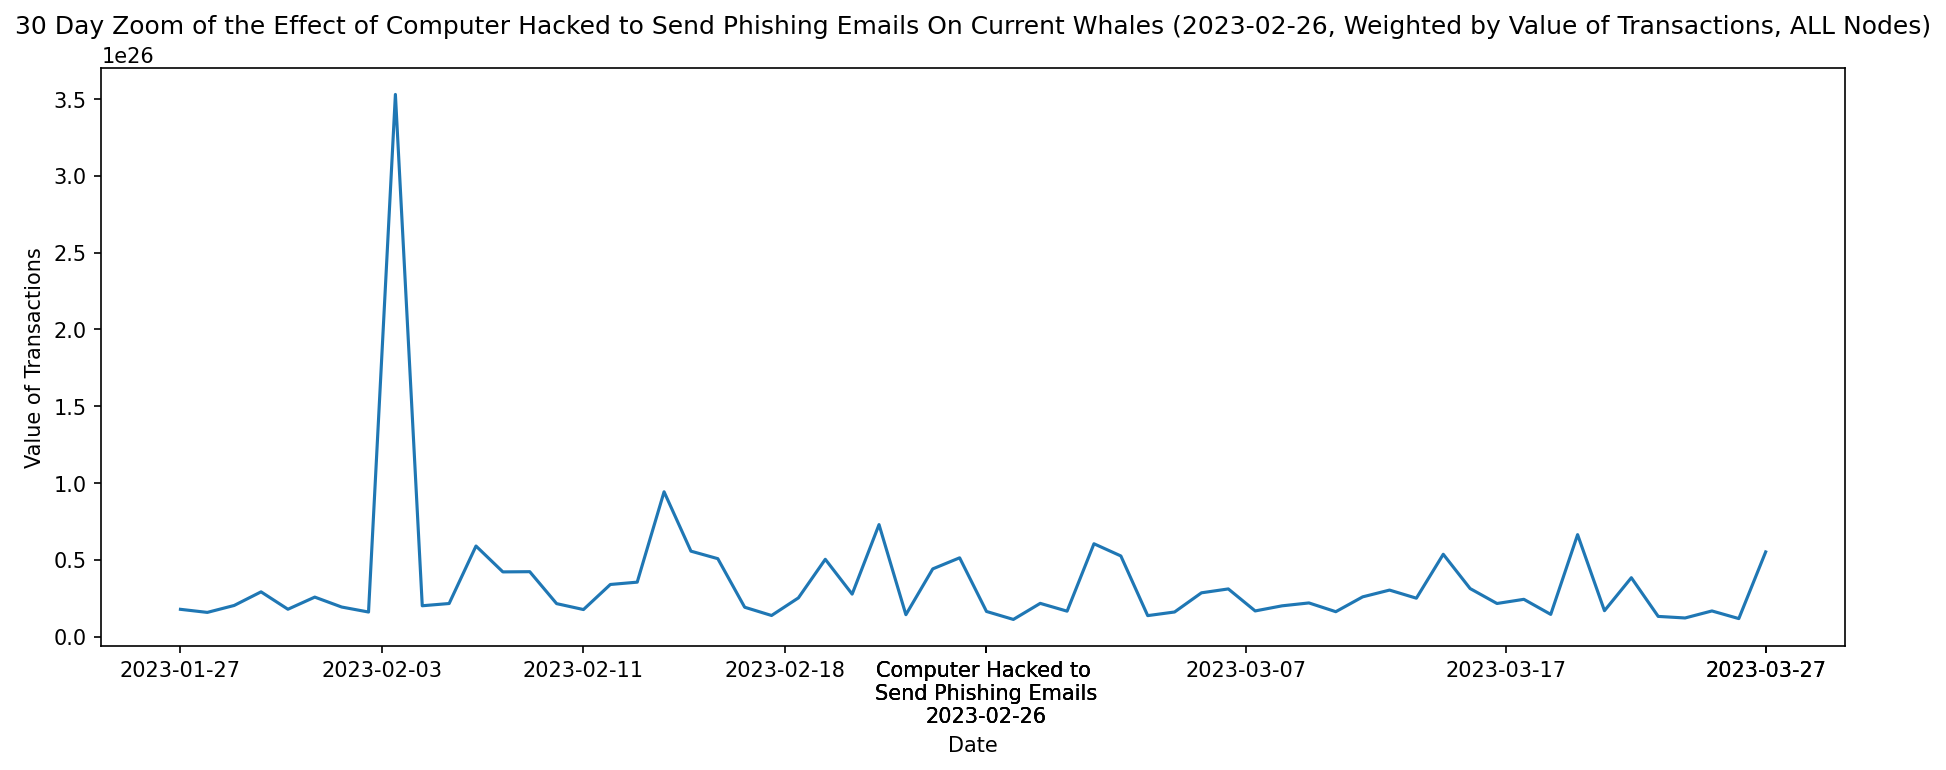 30 Day Zoom of the Effect of Computer Hacked to Send Phishing Emails On Current Whales (2023-02-26, Weighted by Value of Transactions, ALL Nodes)
1e26
3.5
3.0
2.5
2.0
1.5
1.0
0.5
0.0
Value of Transactions
2023-01-27 2023-02-03 2023-02-11 2023-02-18 Computer Hacked to 2023-03-07 2023-03-17 2023-03-27
Send Phishing Emails
2023-02-26
Date